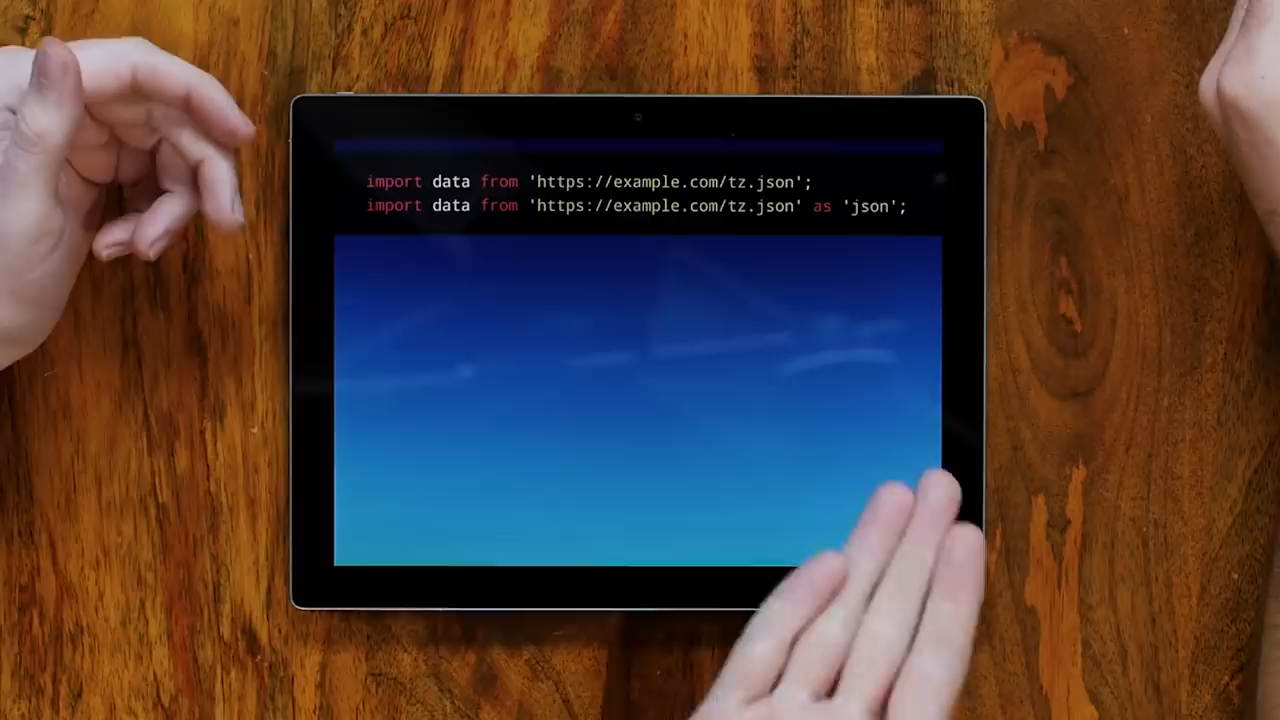 import data from 'https://example.com/tz.json';
import data from 'https://example.com/tz.json' as 'json';